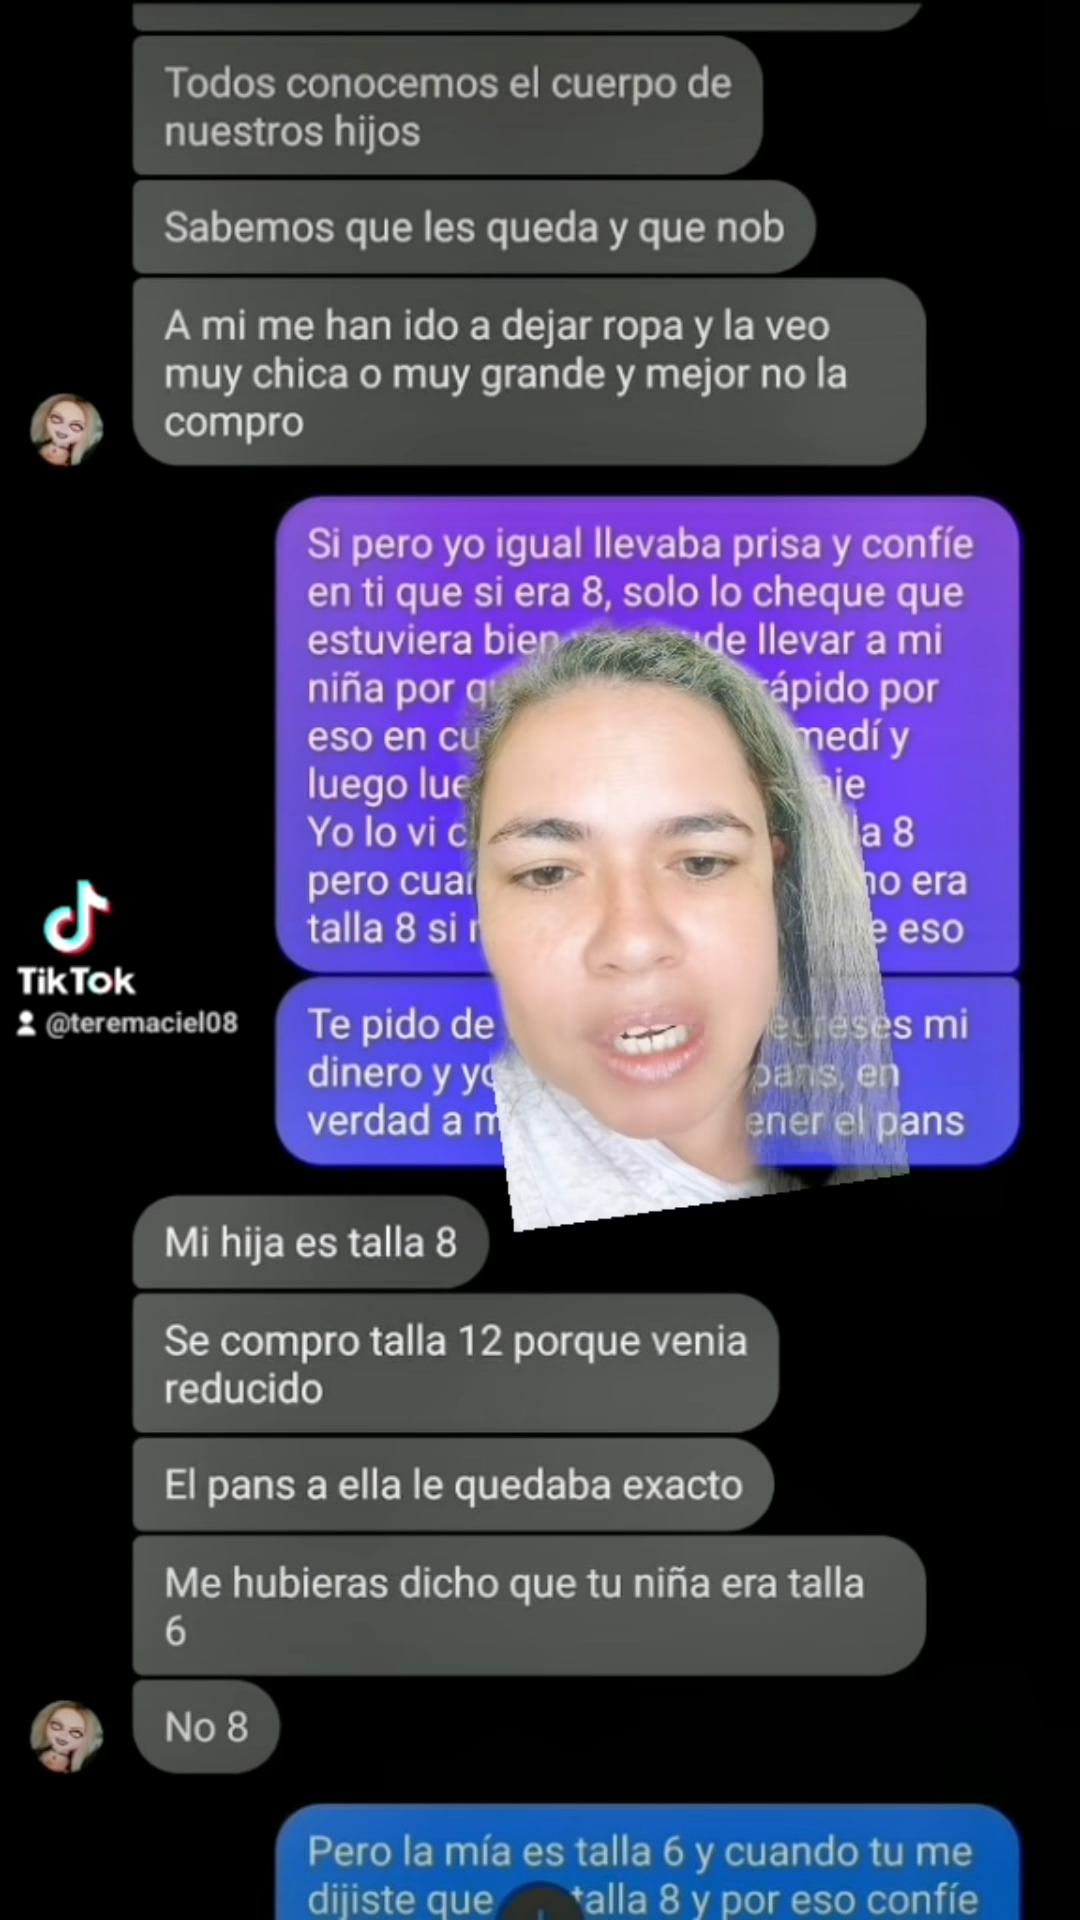 Todos conocemos el cuerpo de
nuestros hijos
Sabemos que les queda y que nob
A mi me han ido a dejar ropa y la veo
muy chica o muy grande y mejor no la
compro
Si pero yo igual llevaba prisa y confíe
en ti que si era 8, solo lo cheque que
estuviera bien llevar a mi
niña por rápido por
eso en medí y
luego
Yo lo vi 8
pero no era
talla 8 si eso
Te pido de mi
dinero y pans, en
verdad a el pans
TikTok
@teremaciel08
Mi hija es talla 8
Se compro talla 12 porque venia
reducido
El pans a ella le quedaba exacto
Me hubieras dicho que tu niña era talla
6
No 8
Pero la mía es talla 6 y cuando tu me
dijiste que talla 8 y por eso confíe